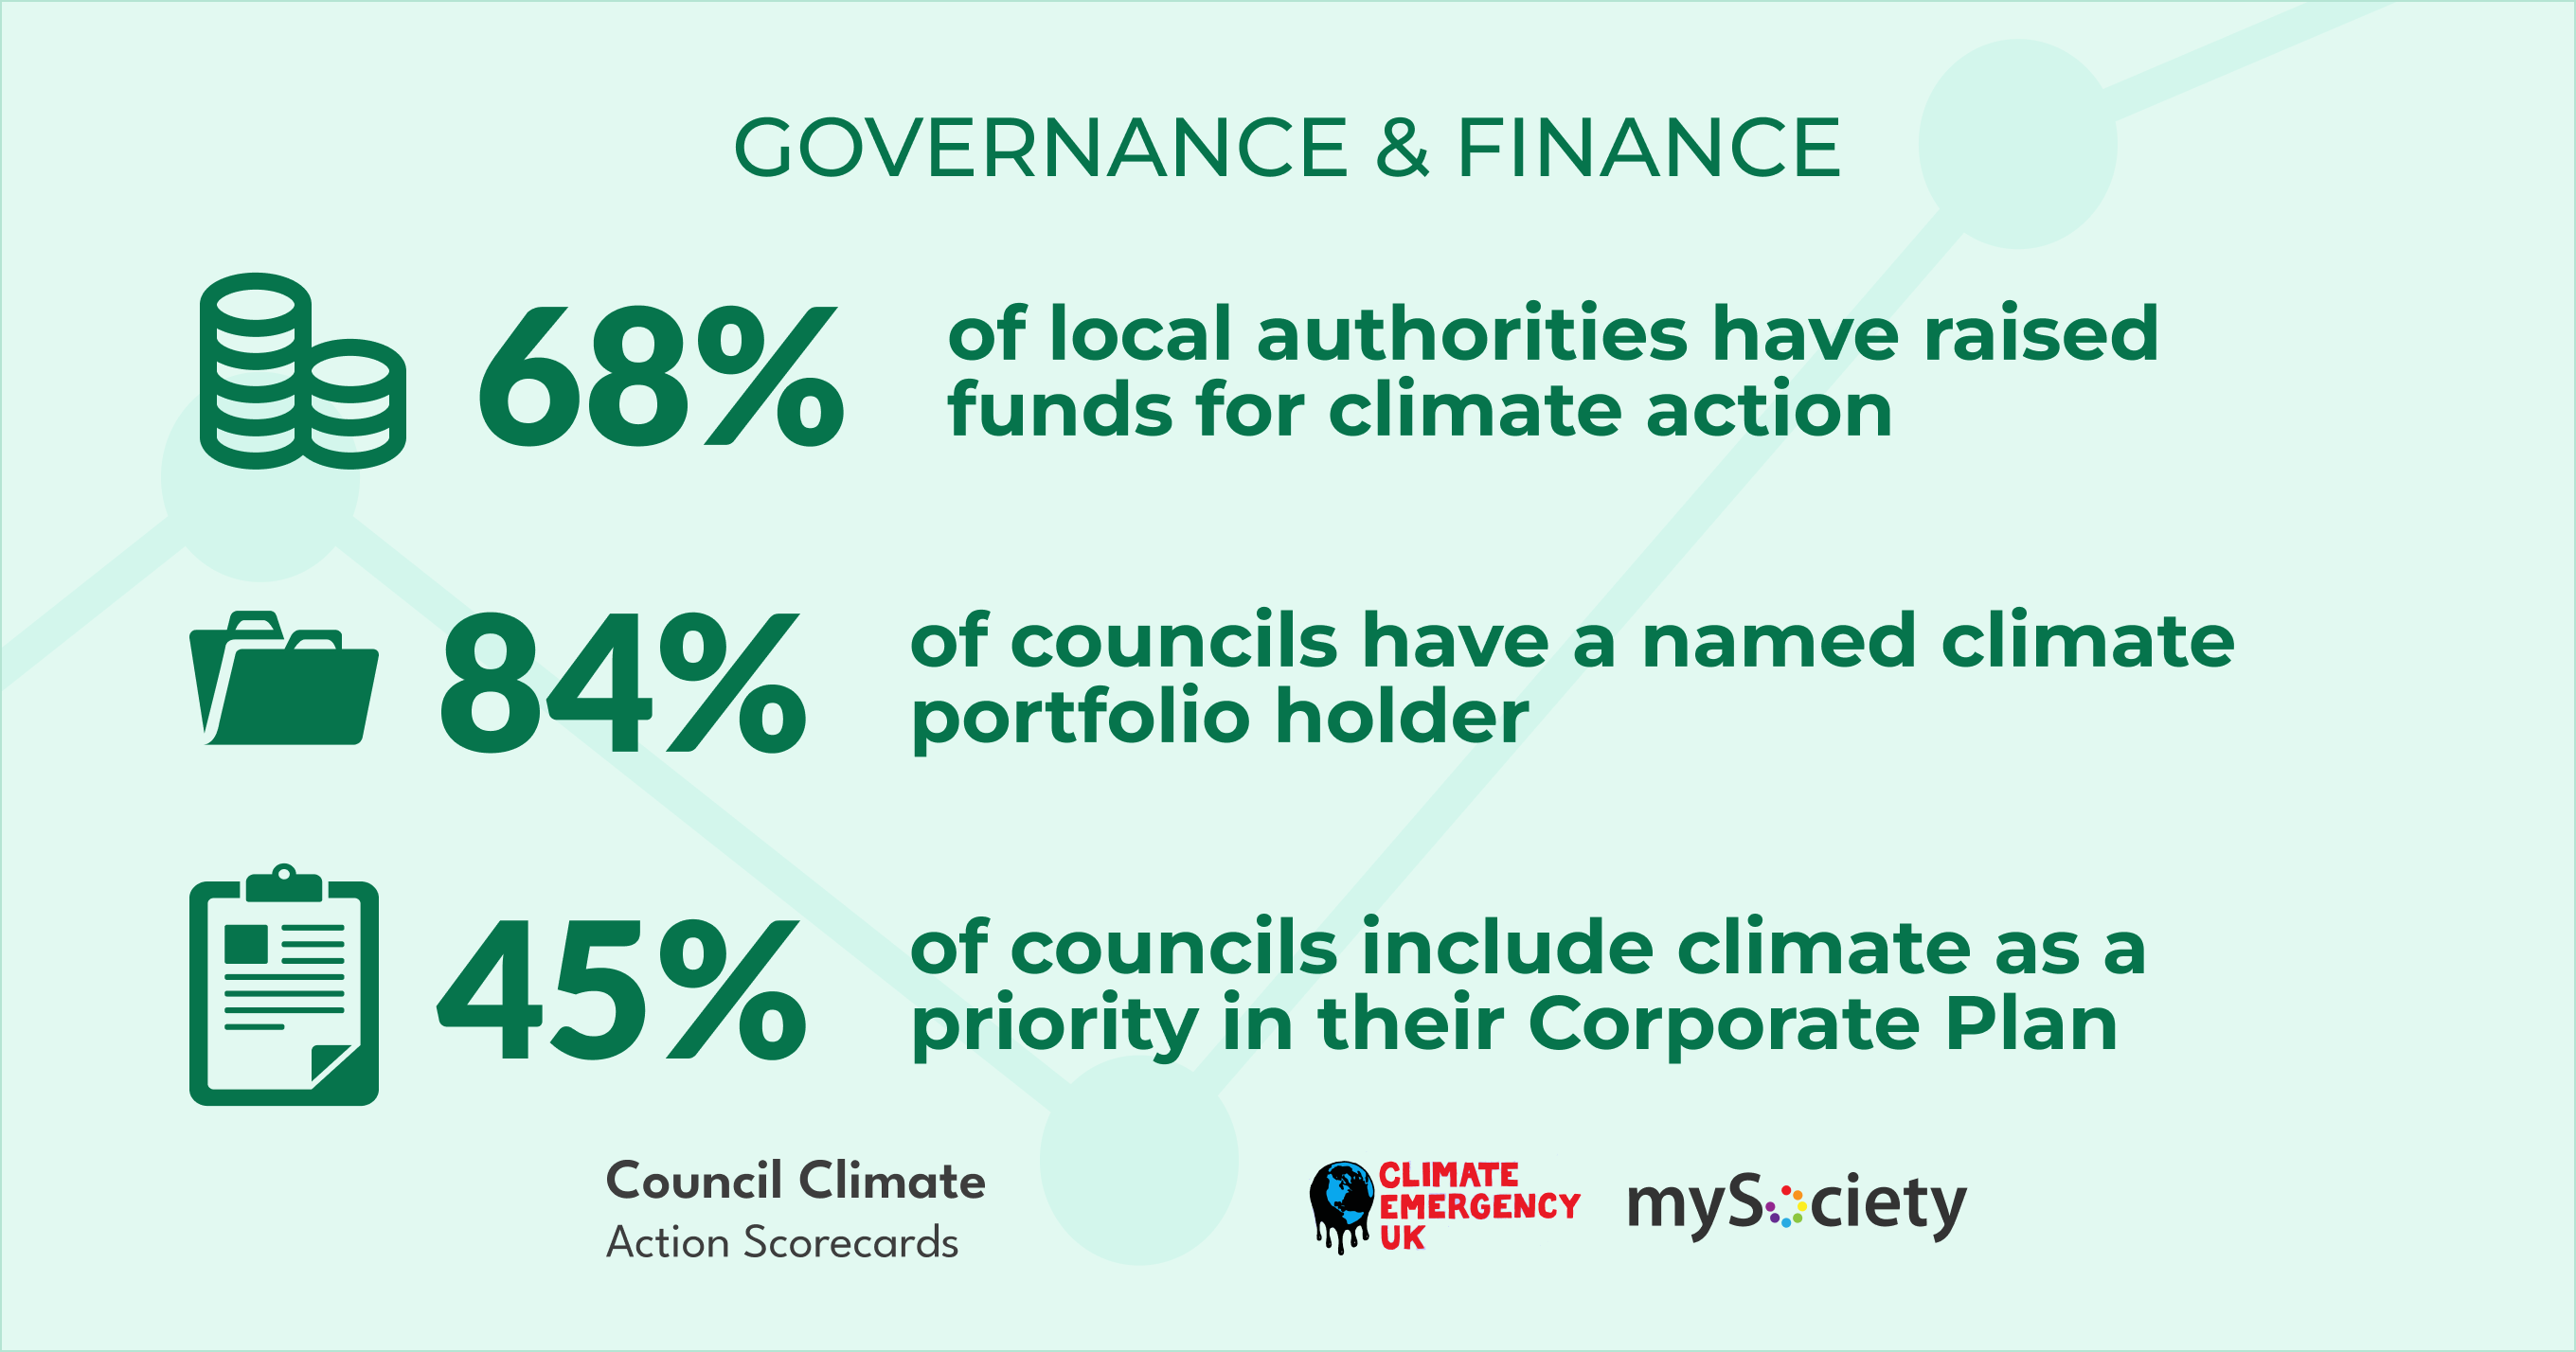 GOVERNANCE & FINANCE
68%
of local authorities have raised
funds for climate action
84%
of councils have a named climate
portfolio holder
45%
of councils include climate as a
priority in their Corporate Plan
Council Climate
Action Scorecards
CLIMATE
EMERGENCY
UK
mySociety